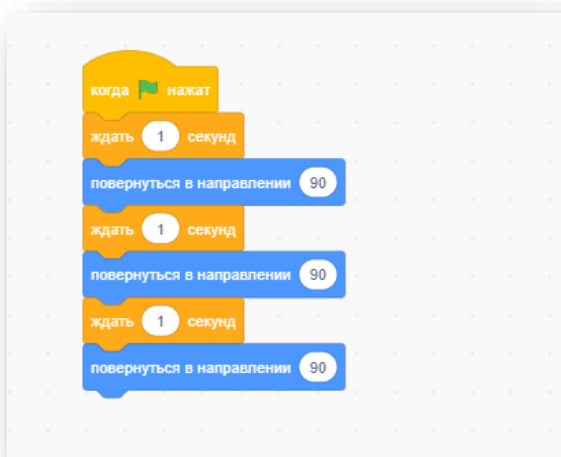 когда нажат
ждать 1 секунд
повернуться в направлении 90
ждать 1 секунд
повернуться в направлении 90
ждать 1 секунд
повернуться в направлении 90